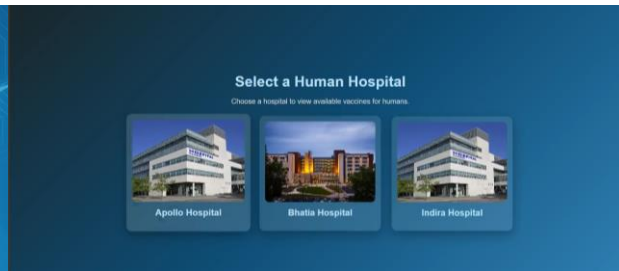 Select a Human Hospital
Choose a hospital to view available vaccines for humans.
Apollo Hospital
Bhatia Hospital
Indira Hospital